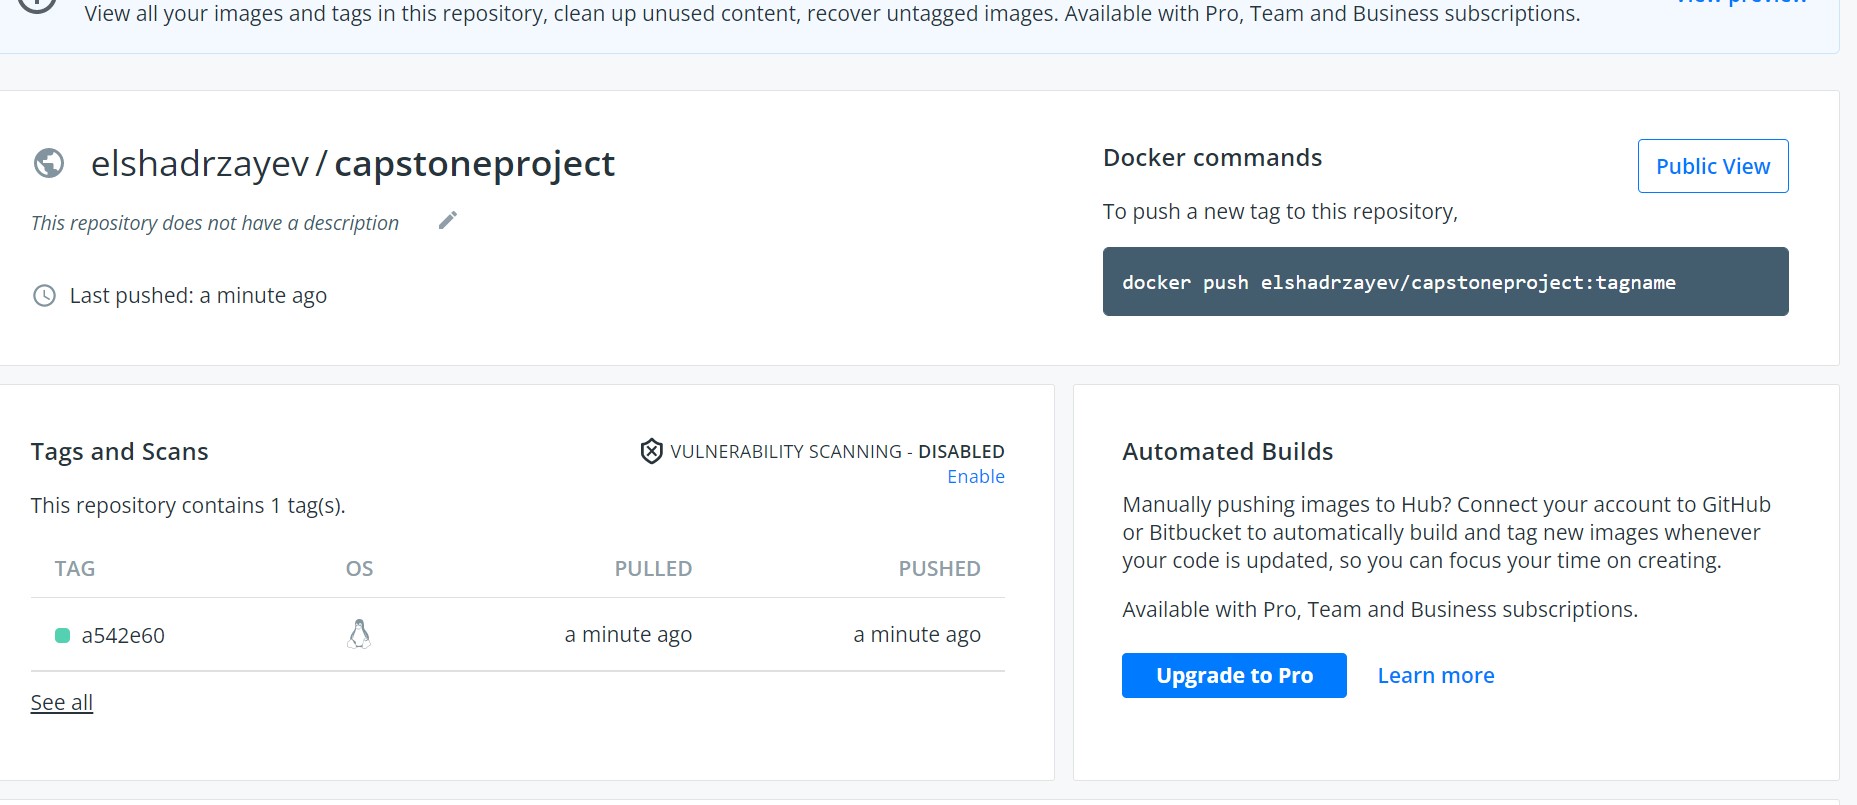 View all your images and tags in this repository, clean up unused content, recover untagged images. Available with Pro, Team and Business subscriptions.
View preview
elshadrzayev / capstoneproject
This repository does not have a description
Last pushed: a minute ago
Docker commands
Public View
To push a new tag to this repository,
docker push elshadrzayev/capstoneproject:tagname
Tags and Scans
VULNERABILITY SCANNING - DISABLED
Enable
This repository contains 1 tag(s).
TAG OS PULLED PUSHED
a542e60 a minute ago a minute ago
See all
Automated Builds
Manually pushing images to Hub? Connect your account to GitHub
or Bitbucket to automatically build and tag new images whenever
your code is updated, so you can focus your time on creating.
Available with Pro, Team and Business subscriptions.
Upgrade to Pro
Learn more